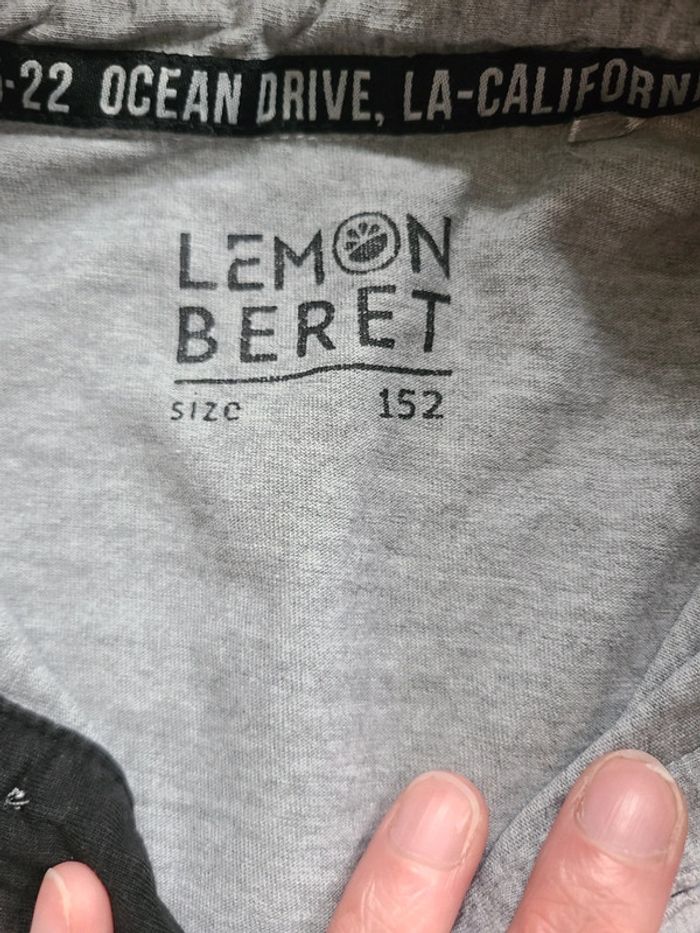 -22 OCEAN DRIVE, LA-CALIFORN
LEMON
BERET
SIZE 152